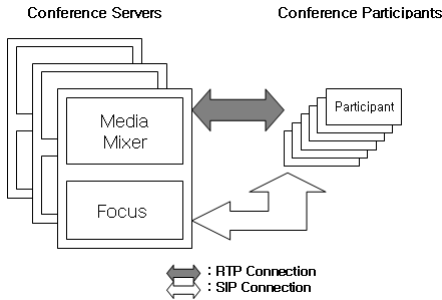 Conference Servers
Conference Participants
Media
Mixer
Participant
Focus
: RTP Connection
: SIP Connection